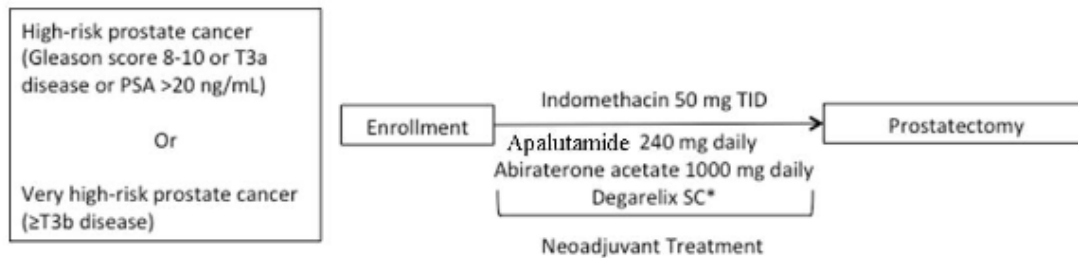 High-risk prostate cancer
(Gleason score 8-10 or T3a
disease or PSA >20 ng/mL)
Or
Very high-risk prostate cancer
(≥T3b disease)
Enrollment
Indomethacin 50 mg TID
Apalutamide 240 mg daily
Abiraterone acetate 1000 mg daily
Degarelix SC*
Neoadjuvant Treatment
Prostatectomy